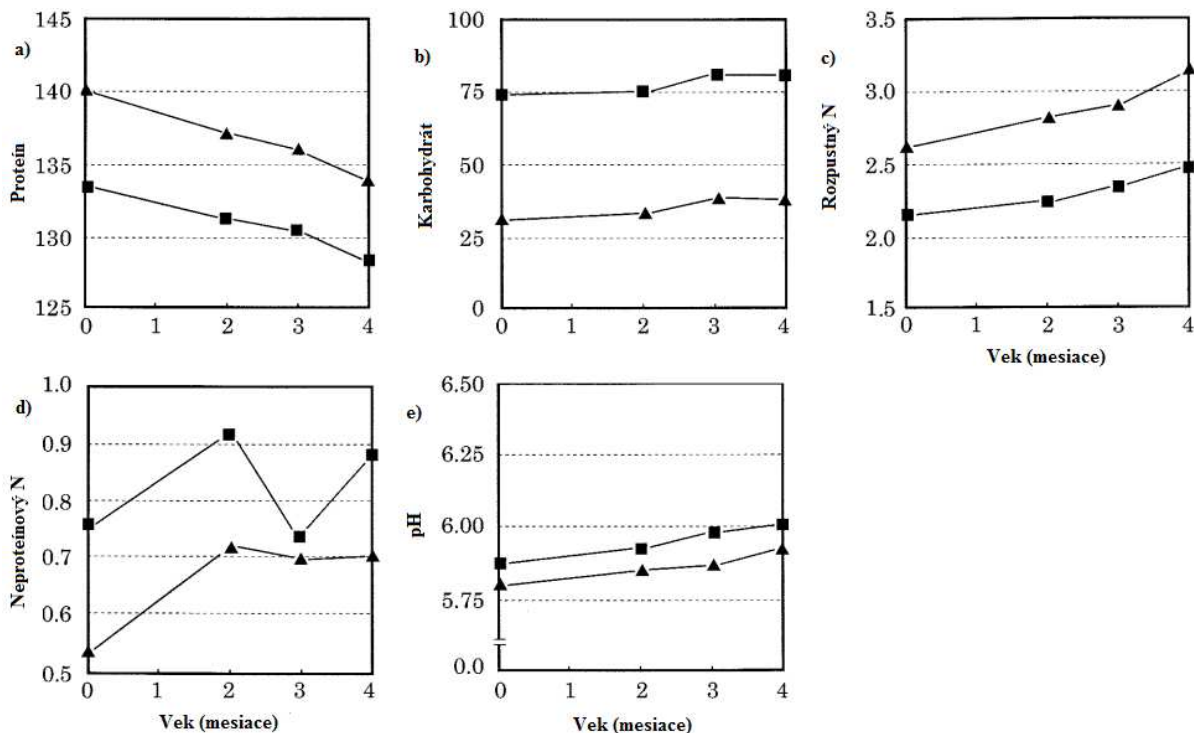 a)
Proteín
145
140
135
130
125
0 1 2 3 4
b)
Karbohydrát
100
75
50
25
0
0 1 2 3 4
c)
Rozpustný N
3.5
3.0
2.5
2.0
1.5
0 1 2 3 4
Vek (mesiace)
d)
Neproteínový N
1.0
0.9
0.8
0.7
0.6
0.5
0 1 2 3 4
Vek (mesiace)
e)
pH
6.50
6.25
6.00
5.75
0.0
0 1 2 3 4
Vek (mesiace)